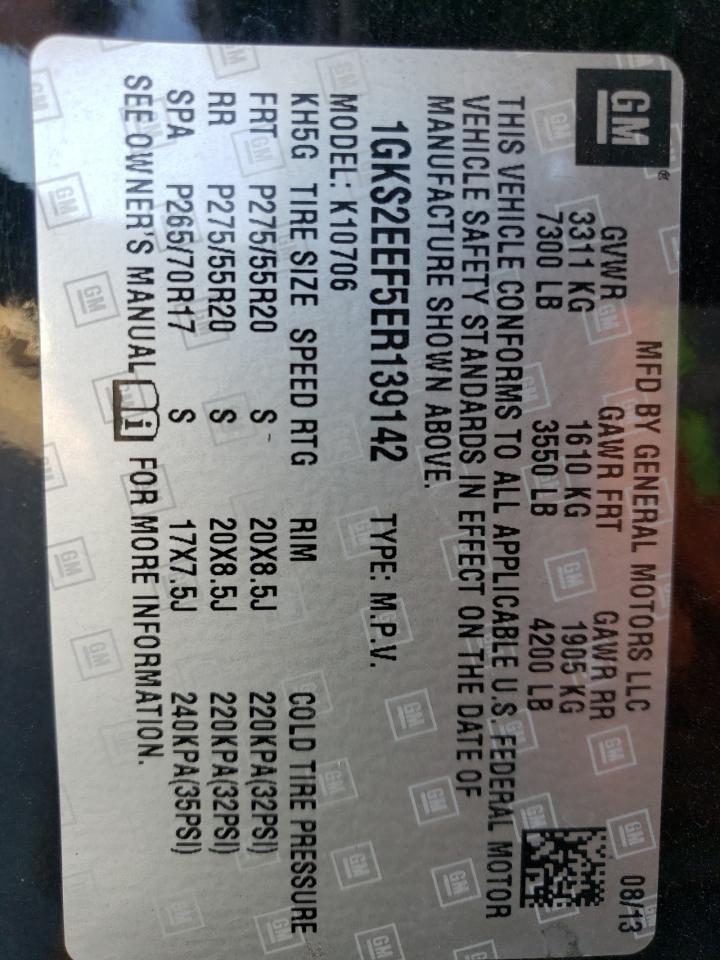 GM
®
MFD BY GENERAL MOTORS LLC 08/13
GVWR GAWR FRT GAWR RR
3311 KG 1610 KG 1905 KG
7300 LB 3550 LB 4200 LB
THIS VEHICLE CONFORMS TO ALL APPLICABLE U.S. FEDERAL MOTOR
VEHICLE SAFETY STANDARDS IN EFFECT ON THE DATE OF
MANUFACTURE SHOWN ABOVE.
1GKS2EEF5ER139142 TYPE: M.P.V.
MODEL: K10706
KH5G TIRE SIZE SPEED RTG RIM COLD TIRE PRESSURE
FRT P275/55R20 S 20X8.5J 220KPA(32PSI)
RR P275/55R20 S 20X8.5J 220KPA(32PSI)
SPA P265/70R17 S 17X7.5J 240KPA(35PSI)
SEE OWNER'S MANUAL i FOR MORE INFORMATION.